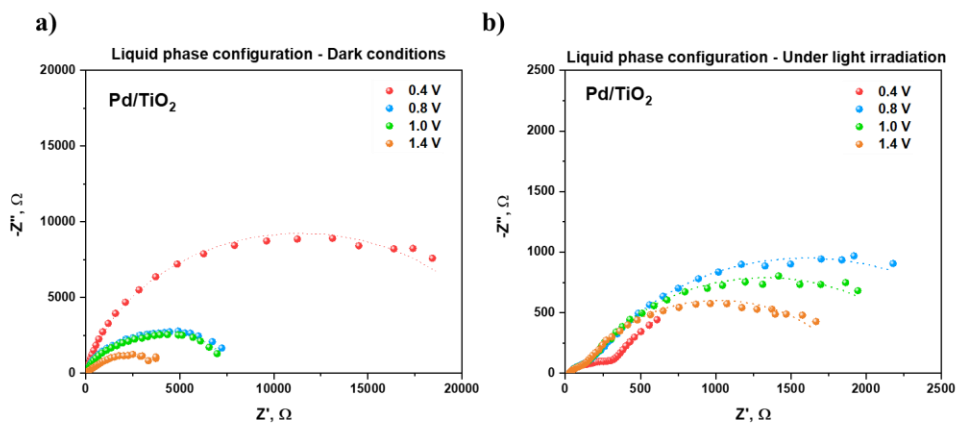 a)
Liquid phase configuration - Dark conditions
20000
15000
10000
5000
0
-Z'', Ω
Pd/TiO2
0.4 V
0.8 V
1.0 V
1.4 V
0 5000 10000 15000 20000
Z', Ω
b)
Liquid phase configuration - Under light irradiation
2500
2000
1500
1000
500
0
-Z'', Ω
Pd/TiO2
0.4 V
0.8 V
1.0 V
1.4 V
0 500 1000 1500 2000 2500
Z', Ω